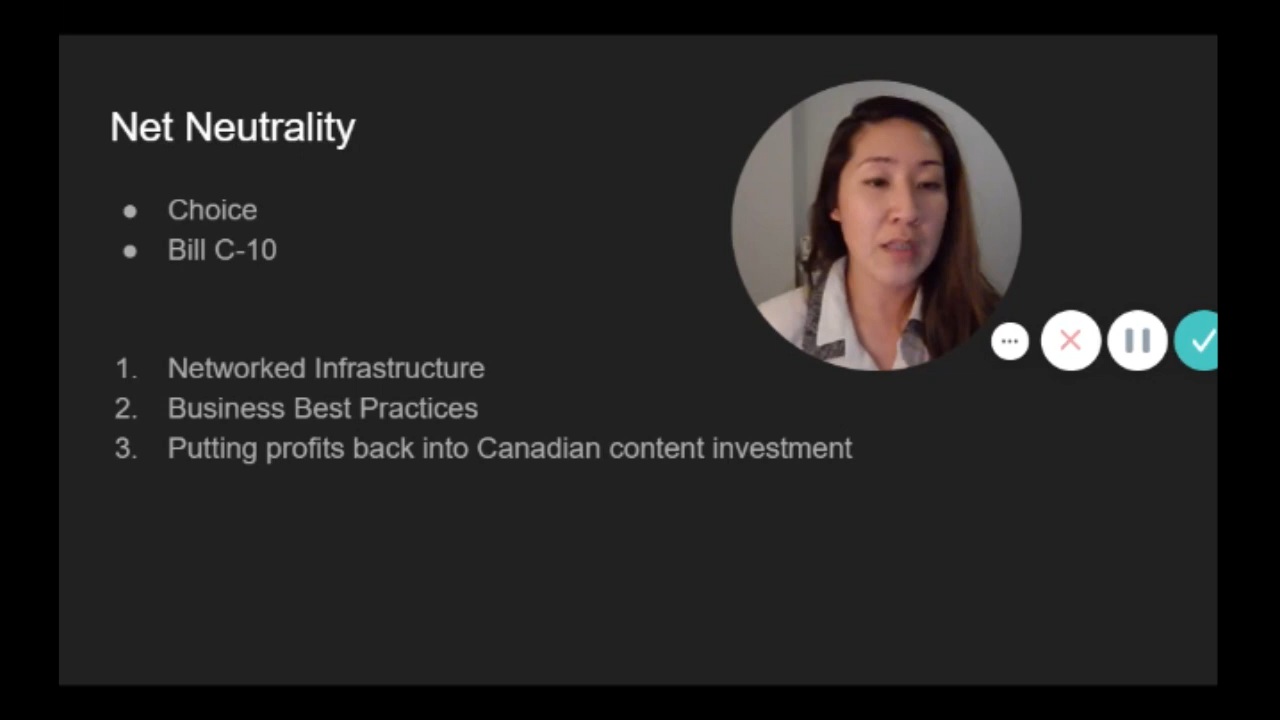 Net Neutrality
● Choice
● Bill C-10
1. Networked Infrastructure
2. Business Best Practices
3. Putting profits back into Canadian content investment